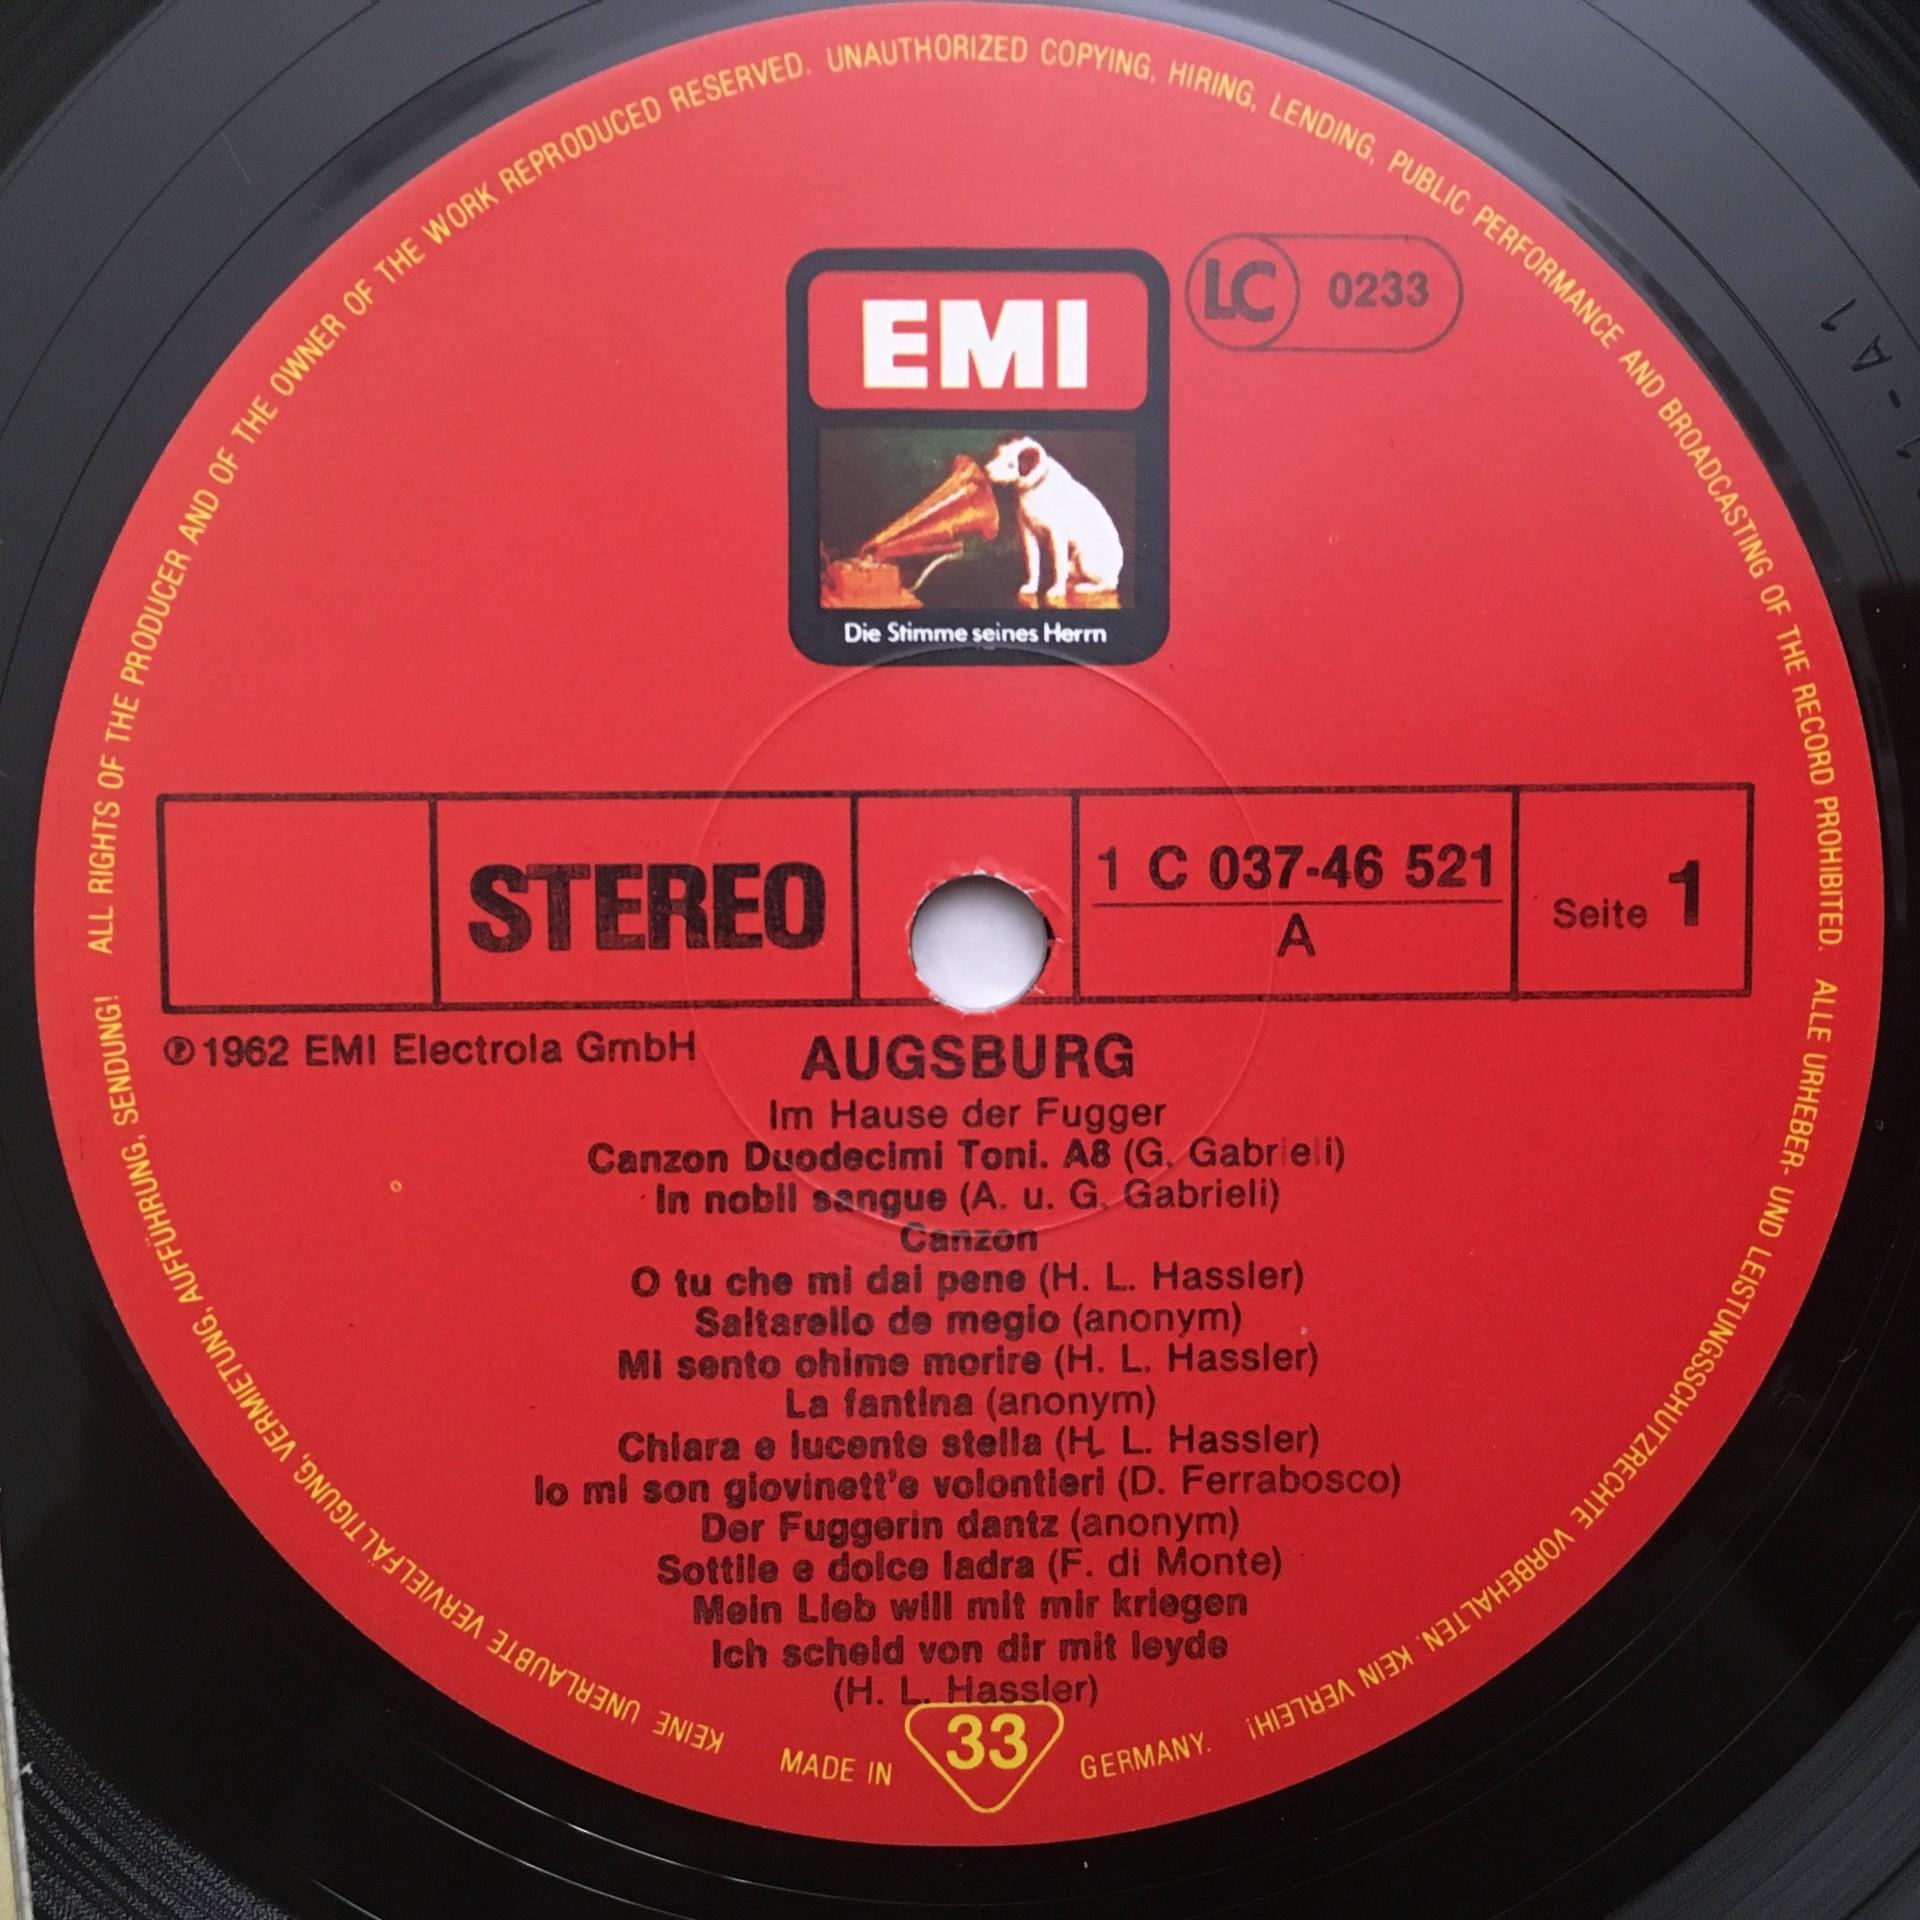 ALL RIGHTS OF THE PRODUCER AND OF THE OWNER OF THE WORK REPRODUCED RESERVED. UNAUTHORIZED COPYING, HIRING, LENDING, PUBLIC PERFORMANCE AND BROADCASTING OF THE RECORD PROHIBITED.
EMI
LC 0233
Die Stimme seines Herrn
STEREO
1 C 037-46 521
A
Seite 1
℗ 1962 EMI Electrola GmbH
AUGSBURG
Im Hause der Fugger
Canzon Duodecimi Toni. A8 (G. Gabrieli)
In nobil sangue (A. u. G. Gabrieli)
Canzon
O tu che mi dai pene (H. L. Hassler)
Saltarello de megio (anonym)
Mi sento ohime morire (H. L. Hassler)
La fantina (anonym)
Chiara e lucente stella (H. L. Hassler)
Io mi son giovinett'e volontieri (D. Ferrabosco)
Der Fuggerin dantz (anonym)
Sottile e dolce ladra (F. di Monte)
Mein Lieb will mit mir kriegen
Ich scheid von dir mit leyde
(H. L. Hassler)
33
MADE IN GERMANY.
ALLE URHEBER- UND LEISTUNGSSCHUTZRECHTE VORBEHALTEN. KEIN VERLEIH!
KEINE UNERLAUBTE VERVIELFÄLTIGUNG, VERMIETUNG, AUFFÜHRUNG, SENDUNG!